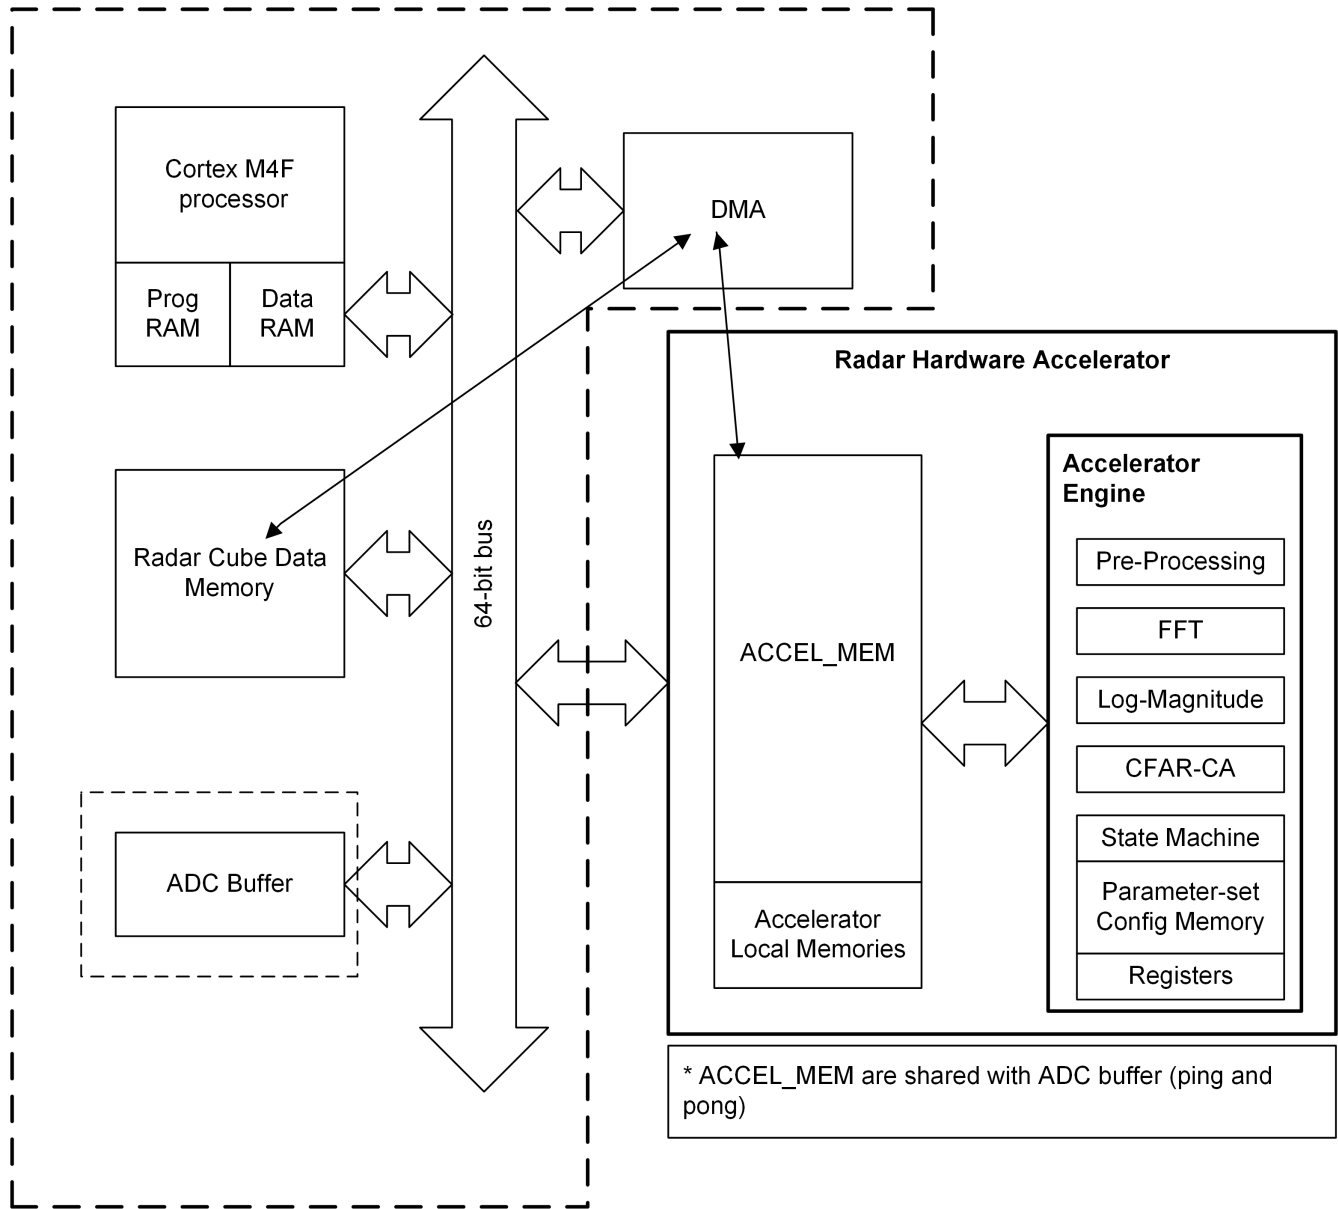 Cortex M4F
processor
Prog
RAM
Data
RAM
DMA
Radar Cube Data
Memory
64-bit bus
ADC Buffer
Radar Hardware Accelerator
ACCEL_MEM
Accelerator
Local Memories
Accelerator
Engine
Pre-Processing
FFT
Log-Magnitude
CFAR-CA
State Machine
Parameter-set
Config Memory
Registers
* ACCEL_MEM are shared with ADC buffer (ping and
pong)